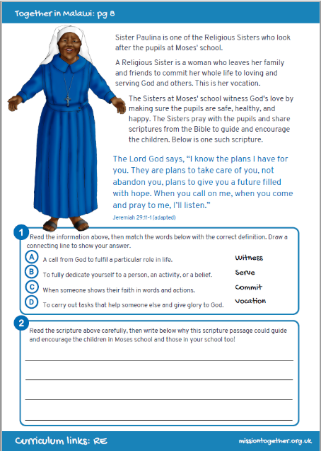 Together in Malawi: pg 8
Sister Paulina is one of the Religious Sisters who look
after the pupils at Moses' school.
A Religious Sister is a woman who leaves her family
and friends to commit her whole life to loving and
serving God and others. This is her vocation.
The Sisters at Moses' school witness God's love by
making sure the pupils are safe, healthy, and
happy. The Sisters pray with the pupils and share
scriptures from the Bible to guide and encourage
the children. Below is one such scripture.
The Lord God says, "I know the plans I have for
you. They are plans to take care of you, not
abandon you, plans to give you a future filled
with hope. When you call on me, when you come
and pray to me, I'll listen."
Jeremiah 29:11-1 (adapted)
1
Read the information above, then match the words below with the correct definition. Draw a
connecting line to show your answer.
A A call from God to fulfil a particular role in life. Witness
B To fully dedicate yourself to a person, an activity, or a belief. Serve
C When someone shows their faith in words and actions. Commit
D To carry out tasks that help someone else and give glory to God. Vocation
2
Read the scripture above carefully, then write below why this scripture passage could guide
and encourage the children in Moses school and those in your school too!
Curriculum links: RE
missiontogether.org.uk